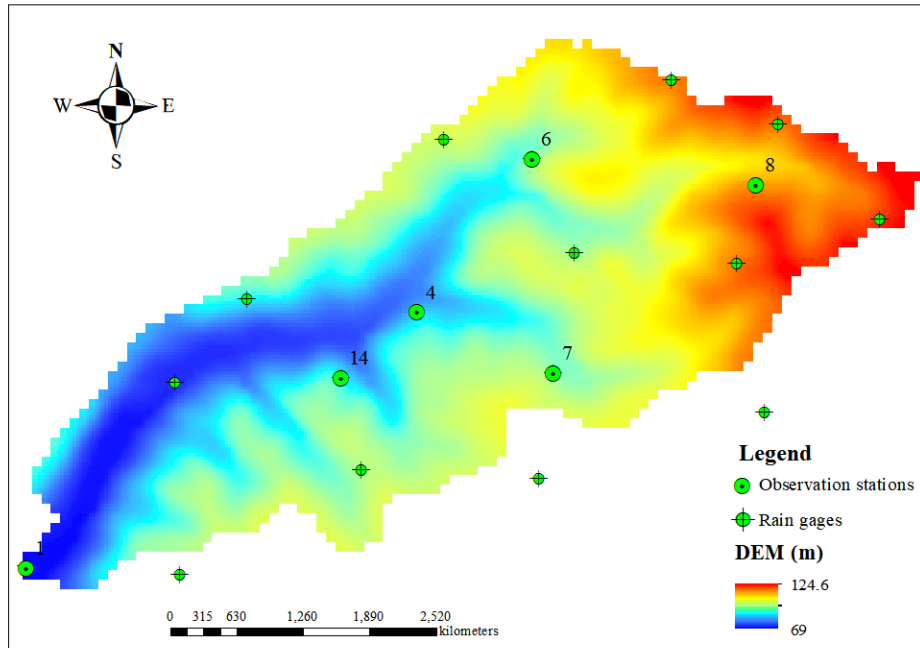 N
W E
S
6
8
4
14
7
1
Legend
Observation stations
Rain gages
DEM (m)
124.6
69
0 315 630 1,260 1,890 2,520
kilometers